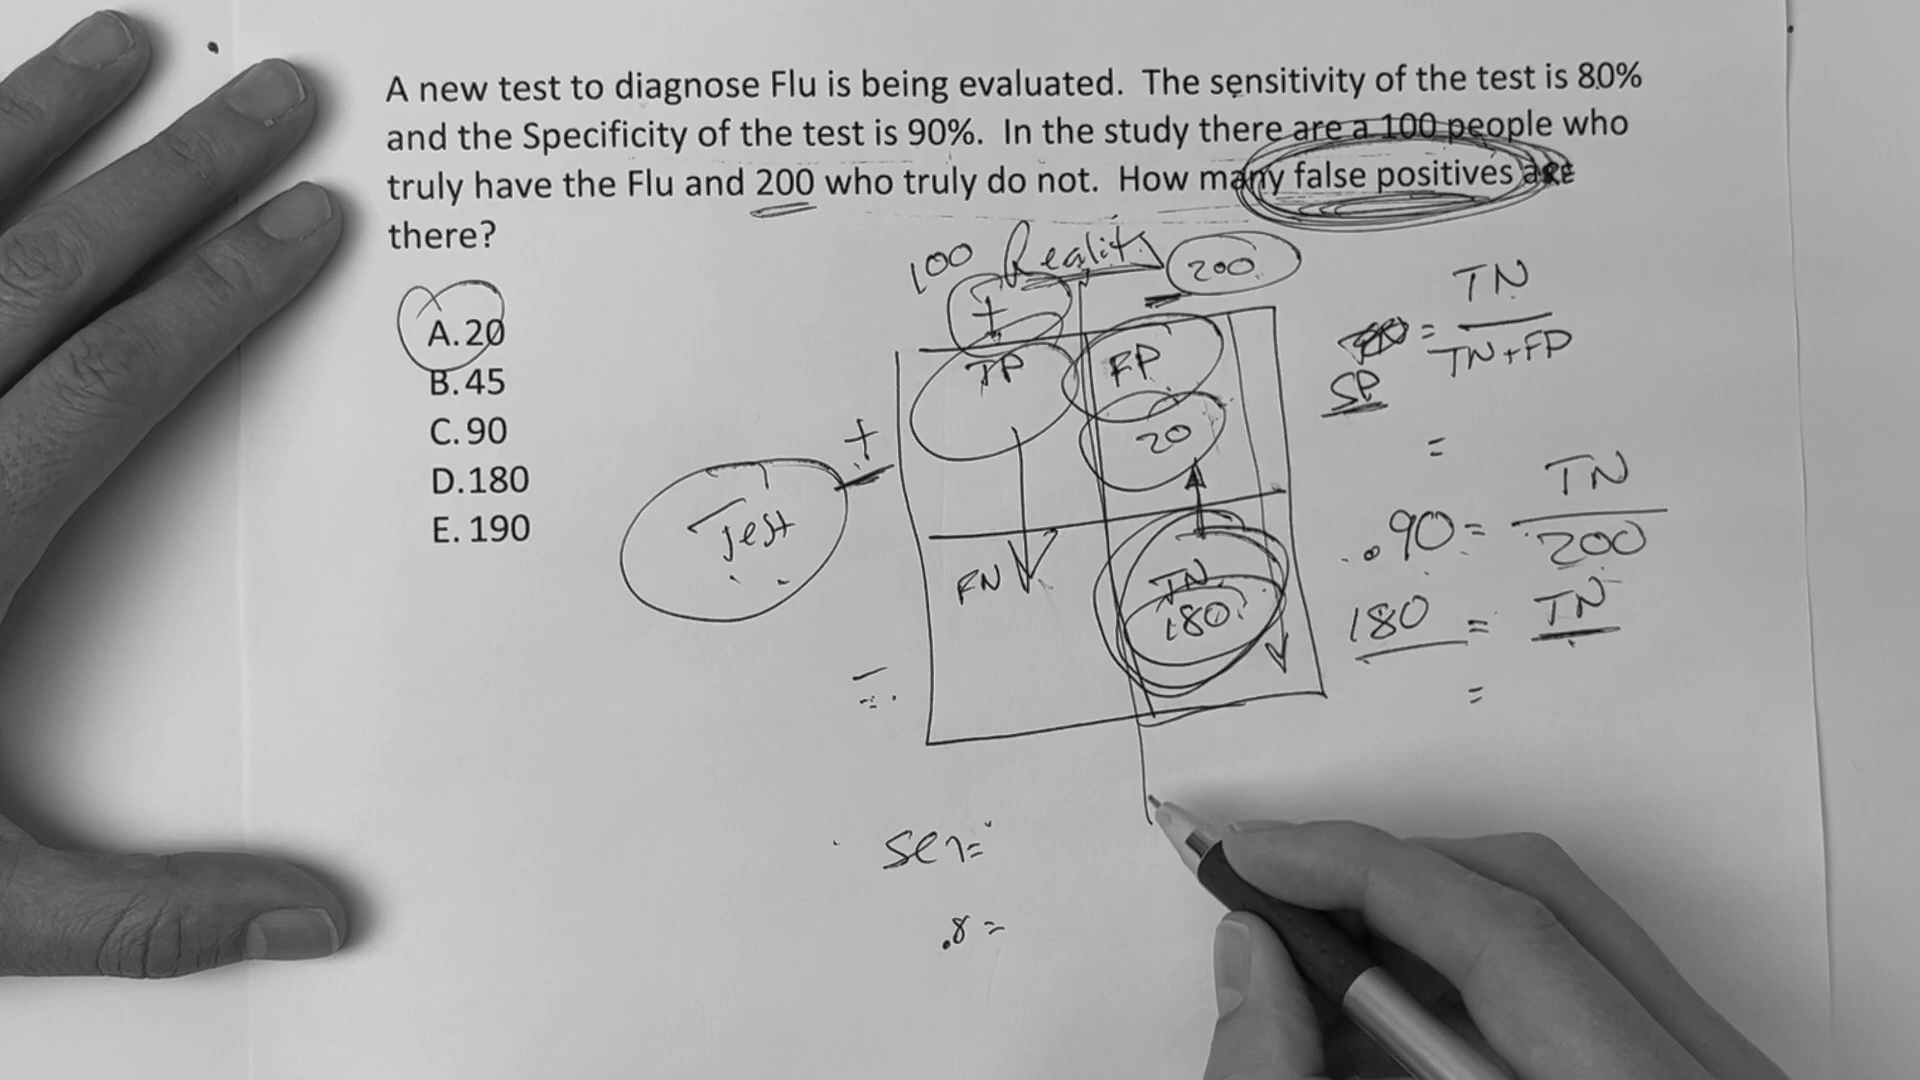 A new test to diagnose Flu is being evaluated. The sensitivity of the test is 80%
and the Specificity of the test is 90%. In the study there are a 100 people who
truly have the Flu and 200 who truly do not. How many false positives are
there?
A. 20
B. 45
C. 90
D. 180
E. 190
100 Reality 200
+ -
TP FP
20
FN TN
180
Test
+
-
SP = TN
TN + FP
=
.90 = TN
200
180 = TN
=
sen=
.8 =